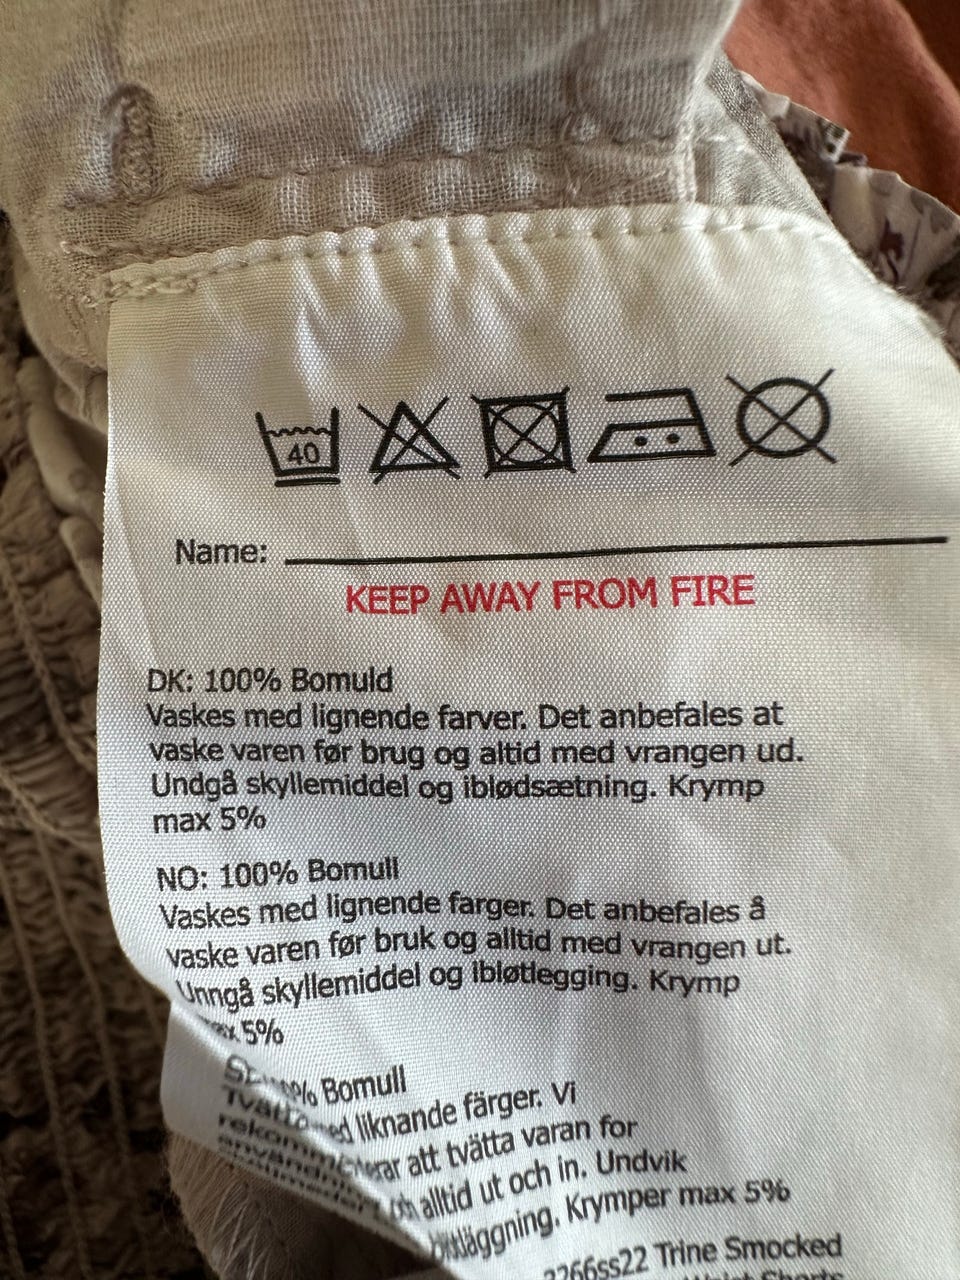 40
Name:
KEEP AWAY FROM FIRE
DK: 100% Bomuld
Vaskes med lignende farver. Det anbefales at
vaske varen før brug og altid med vrangen ud.
Undgå skyllemiddel og iblødsætning. Krymp
max 5%
NO: 100% Bomull
Vaskes med lignende farger. Det anbefales å
vaske varen før bruk og alltid med vrangen ut.
Unngå skyllemiddel og ibløtlegging. Krymp
5%
Bomull
liknande färger. Vi
att tvätta varan for
alltid ut och in. Undvik
Krymper max 5%
Trine Smocked